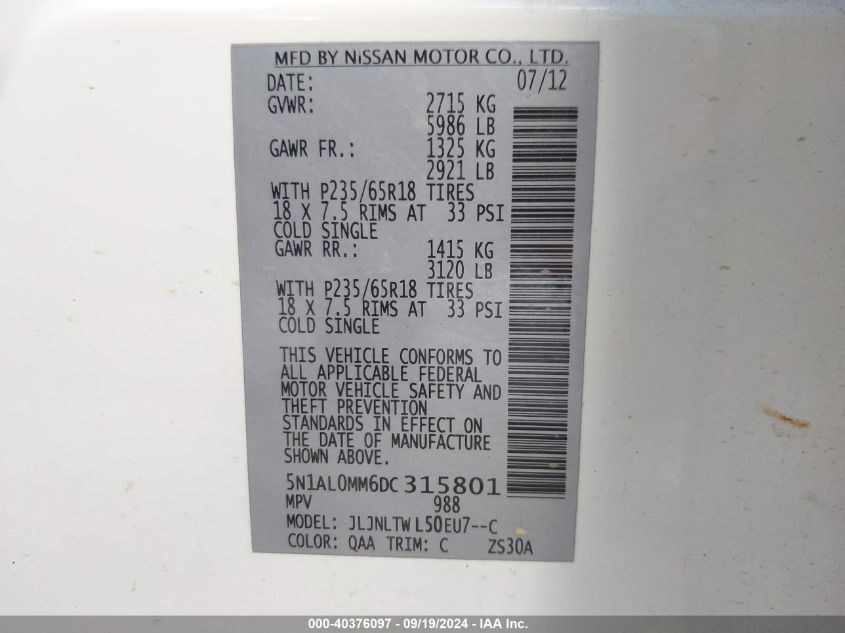 MFD BY NISSAN MOTOR CO., LTD.
DATE: 07/12
GVWR: 2715 KG
5986 LB
GAWR FR.: 1325 KG
2921 LB
WITH P235/65R18 TIRES
18 X 7.5 RIMS AT 33 PSI
COLD SINGLE
GAWR RR.: 1415 KG
3120 LB
WITH P235/65R18 TIRES
18 X 7.5 RIMS AT 33 PSI
COLD SINGLE
THIS VEHICLE CONFORMS TO
ALL APPLICABLE FEDERAL
MOTOR VEHICLE SAFETY AND
THEFT PREVENTION
STANDARDS IN EFFECT ON
THE DATE OF MANUFACTURE
SHOWN ABOVE.
5N1AL0MM6DC315801
MPV 988
MODEL: JLJNLTWL50EU7--C
COLOR: QAA TRIM: C ZS30A
000-40376097 - 09/19/2024 - IAA Inc.